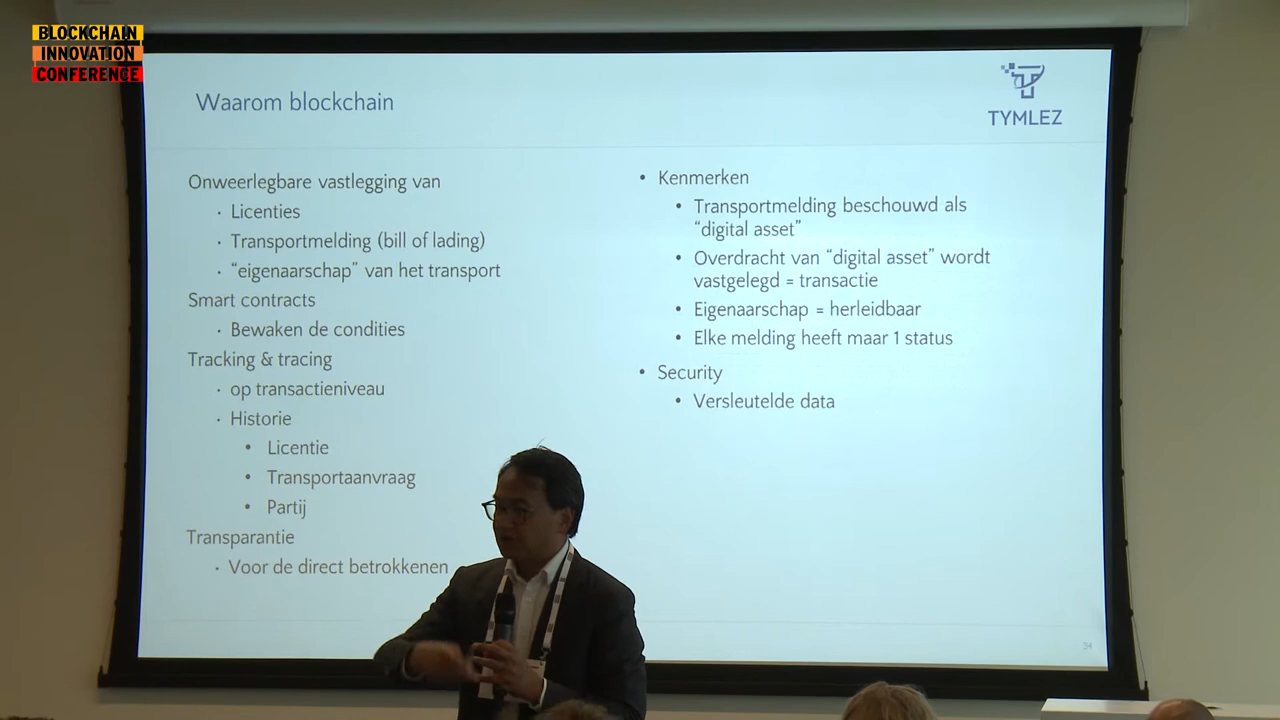 BLOCKCHAIN
INNOVATION
CONFERENCE
Waarom blockchain
TYMLEZ
Onweerlegbare vastlegging van
· Licenties
· Transportmelding (bill of lading)
· “eigenaarschap” van het transport
Smart contracts
· Bewaken de condities
Tracking & tracing
· op transactieniveau
· Historie
• Licentie
• Transportaanvraag
• Partij
Transparantie
· Voor de direct betrokkenen
• Kenmerken
• Transportmelding beschouwd als
“digital asset”
• Overdracht van “digital asset” wordt
vastgelegd = transactie
• Eigenaarschap = herleidbaar
• Elke melding heeft maar 1 status
• Security
• Versleutelde data
34